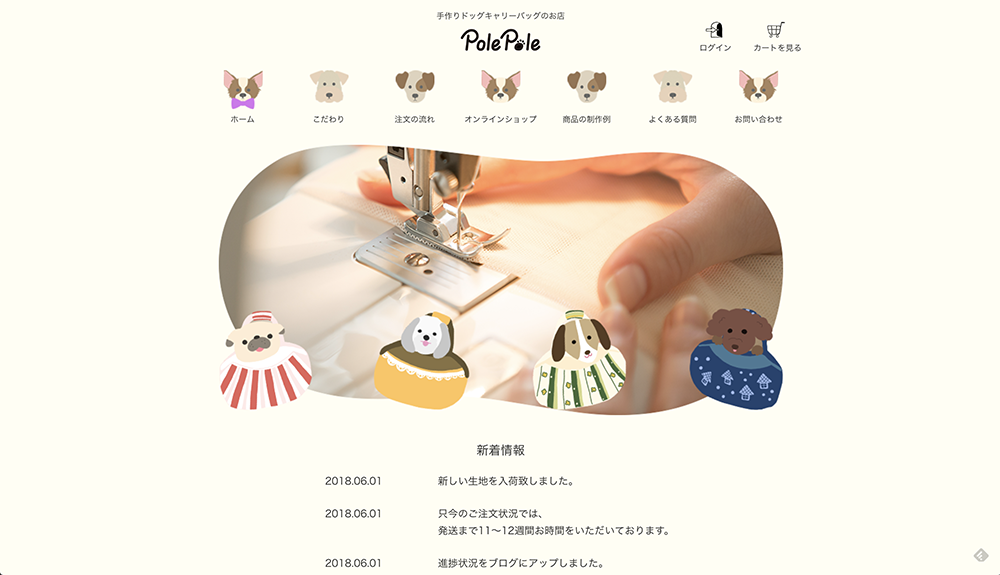 手作りドッグキャリーバッグのお店
PolePole
ログイン
カートを見る
ホーム
こだわり
注文の流れ
オンラインショップ
商品の制作例
よくある質問
お問い合わせ
新着情報
2018.06.01 新しい生地を入荷致しました。
2018.06.01 只今のご注文状況では、
発送まで11〜12週間お時間をいただいております。
2018.06.01 進捗状況をブログにアップしました。